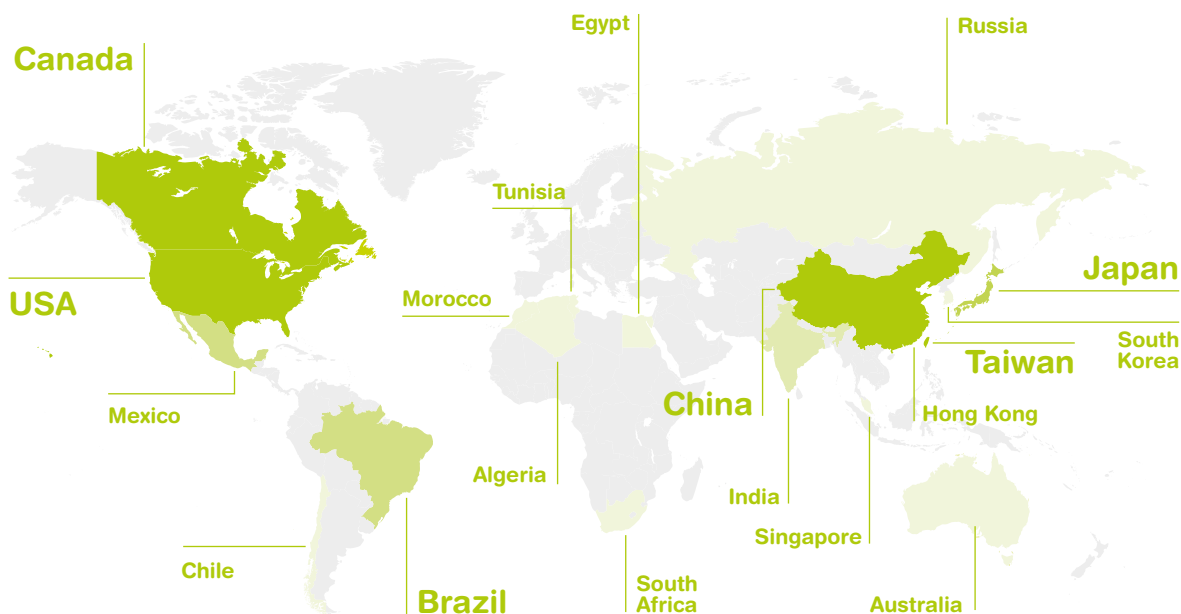 Egypt
Russia
Canada
Tunisia
Japan
USA
Morocco
South
Korea
Taiwan
China
Mexico
Hong Kong
Algeria
India
Singapore
Chile
South
Africa
Brazil
Australia